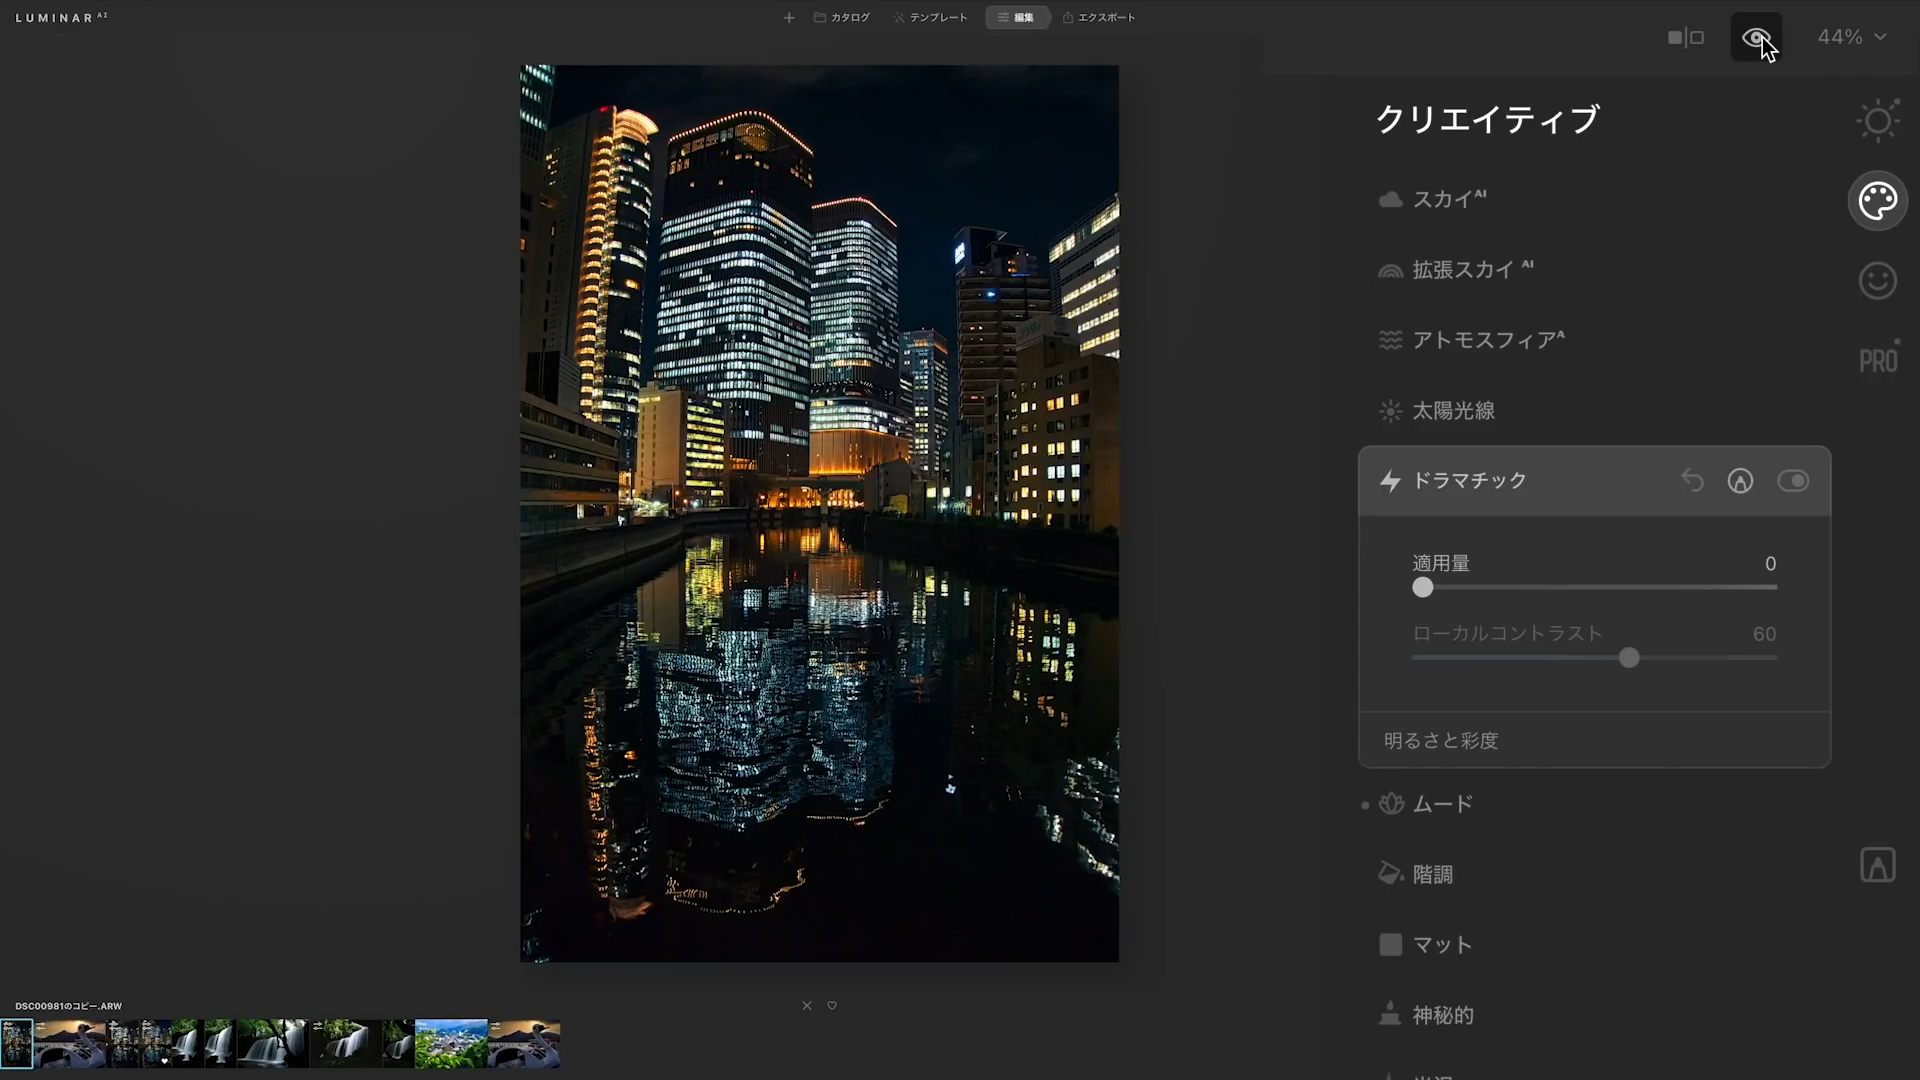 LUMINAR AI
カタログ
テンプレート
編集
エクスポート
44%
クリエイティブ
スカイAI
拡張スカイ AI
アトモスフィアA
太陽光線
PRO
ドラマチック
適用量 0
ローカルコントラスト 60
明るさと彩度
ムード
階調
マット
神秘的
DSC00981のコピー.ARW